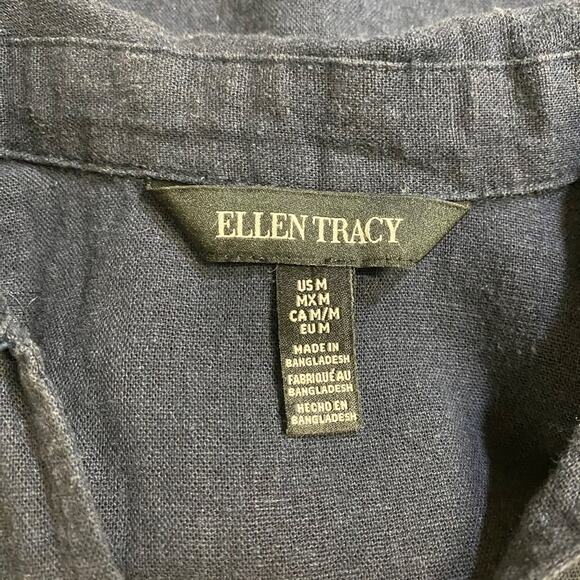 ELLEN TRACY
US M
MX M
CA M/M
EU M
MADE IN
BANGLADESH
FABRIQUÉ AU
BANGLADESH
HECHO EN
BANGLADESH